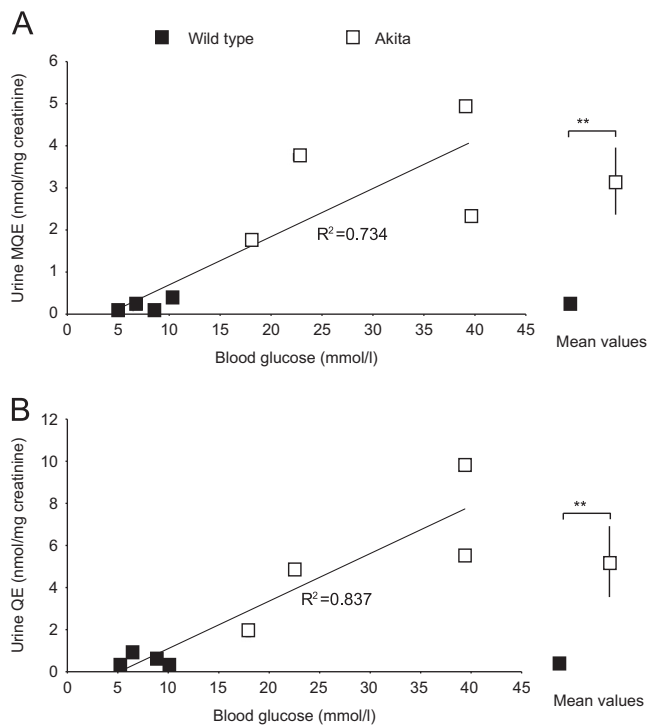 A
Wild type
Akita
Urine MQE (nmol/mg creatinine)
6
5
4
3
2
1
0
R²=0.734
**
0 5 10 15 20 25 30 35 40 45
Blood glucose (mmol/l)
Mean values
B
Urine QE (nmol/mg creatinine)
12
10
8
6
4
2
0
R²=0.837
**
0 5 10 15 20 25 30 35 40 45
Blood glucose (mmol/l)
Mean values